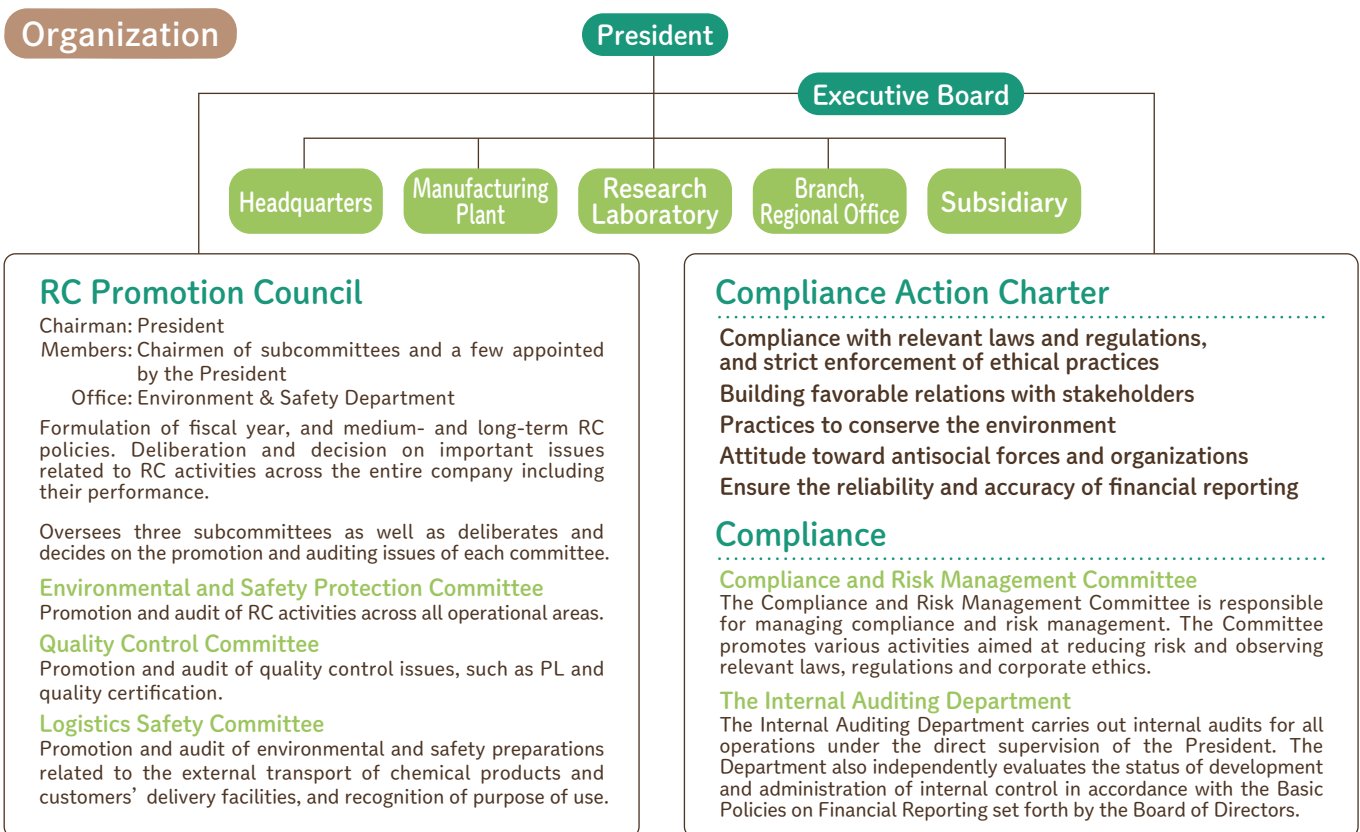 Organization
President
Executive Board
Headquarters
Manufacturing
Plant
Research
Laboratory
Branch,
Regional Office
Subsidiary
RC Promotion Council
Chairman: President
Members: Chairmen of subcommittees and a few appointed
by the President
Office: Environment & Safety Department
Formulation of fiscal year, and medium- and long-term RC
policies. Deliberation and decision on important issues
related to RC activities across the entire company including
their performance.
Oversees three subcommittees as well as deliberates and
decides on the promotion and auditing issues of each committee.
Environmental and Safety Protection Committee
Promotion and audit of RC activities across all operational areas.
Quality Control Committee
Promotion and audit of quality control issues, such as PL and
quality certification.
Logistics Safety Committee
Promotion and audit of environmental and safety preparations
related to the external transport of chemical products and
customers' delivery facilities, and recognition of purpose of use.
Compliance Action Charter
Compliance with relevant laws and regulations,
and strict enforcement of ethical practices
Building favorable relations with stakeholders
Practices to conserve the environment
Attitude toward antisocial forces and organizations
Ensure the reliability and accuracy of financial reporting
Compliance
Compliance and Risk Management Committee
The Compliance and Risk Management Committee is responsible
for managing compliance and risk management. The Committee
promotes various activities aimed at reducing risk and observing
relevant laws, regulations and corporate ethics.
The Internal Auditing Department
The Internal Auditing Department carries out internal audits for all
operations under the direct supervision of the President. The
Department also independently evaluates the status of development
and administration of internal control in accordance with the Basic
Policies on Financial Reporting set forth by the Board of Directors.